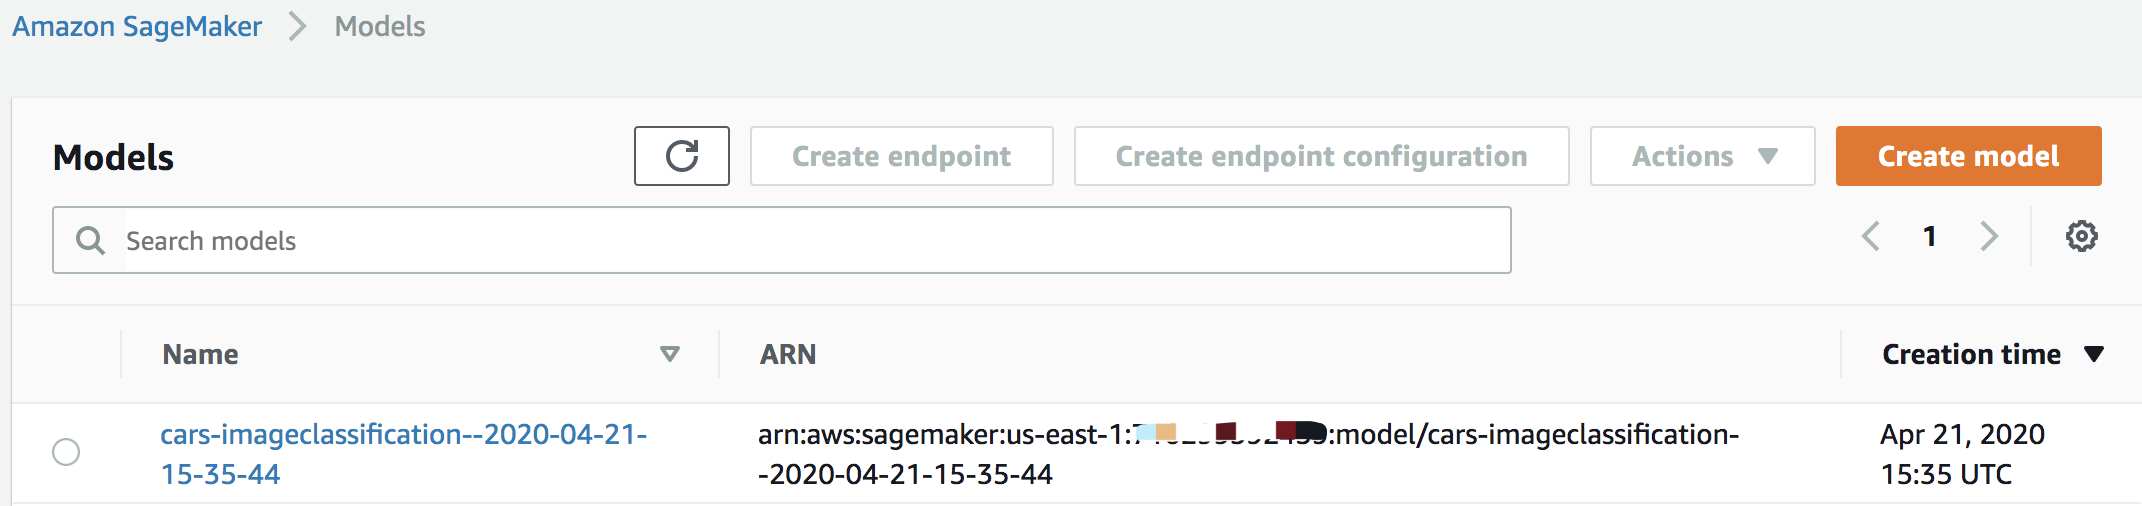 Amazon SageMaker > Models
Models
Create endpoint
Create endpoint configuration
Actions
Create model
Search models
1
Name
ARN
Creation time
cars-imageclassification--2020-04-21-
15-35-44
arn:aws:sagemaker:us-east-1: :model/cars-imageclassification-
-2020-04-21-15-35-44
Apr 21, 2020
15:35 UTC